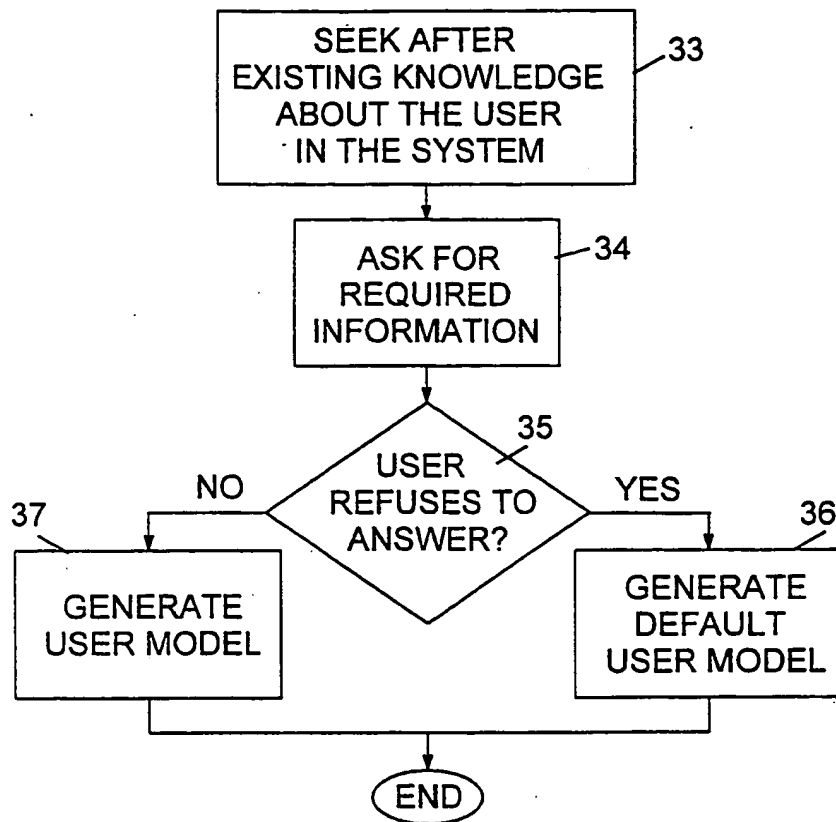 SEEK AFTER
EXISTING KNOWLEDGE
ABOUT THE USER
IN THE SYSTEM
33
ASK FOR
REQUIRED
INFORMATION
34
USER
REFUSES TO
ANSWER?
35
NO
YES
37
GENERATE
USER MODEL
36
GENERATE
DEFAULT
USER MODEL
END